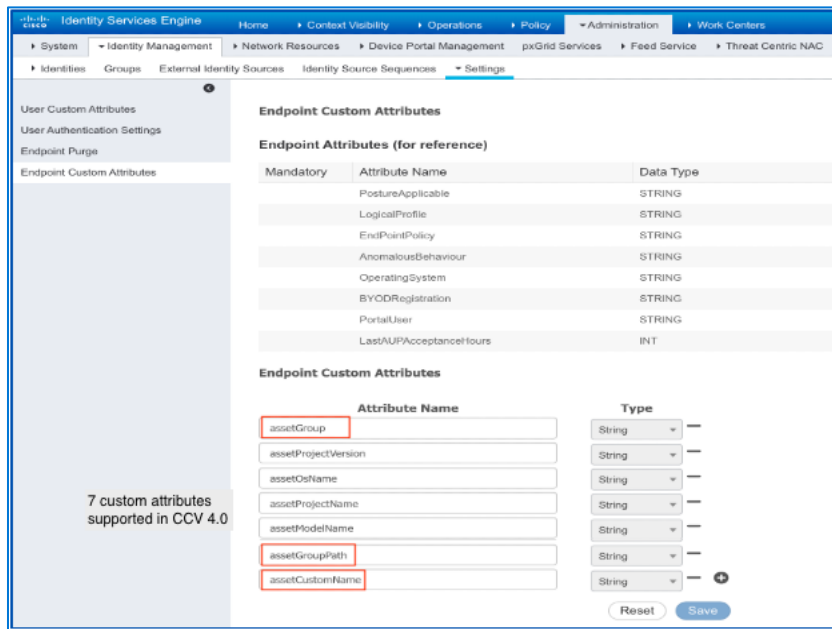 cisco Identity Services Engine Home Context Visibility Operations Policy Administration Work Centers
System Identity Management Network Resources Device Portal Management pxGrid Services Feed Service Threat Centric NAC
Identities Groups External Identity Sources Identity Source Sequences Settings
User Custom Attributes
User Authentication Settings
Endpoint Purge
Endpoint Custom Attributes
Endpoint Custom Attributes
Endpoint Attributes (for reference)
Mandatory Attribute Name Data Type
PostureApplicable STRING
LogicalProfile STRING
EndPointPolicy STRING
AnomalousBehaviour STRING
OperatingSystem STRING
BYODRegistration STRING
PortalUser STRING
LastAUPAcceptanceHours INT
Endpoint Custom Attributes
Attribute Name Type
assetGroup String
assetProjectVersion String
assetOsName String
assetProjectName String
assetModelName String
assetGroupPath String
assetCustomName String
7 custom attributes
supported in CCV 4.0
Reset Save